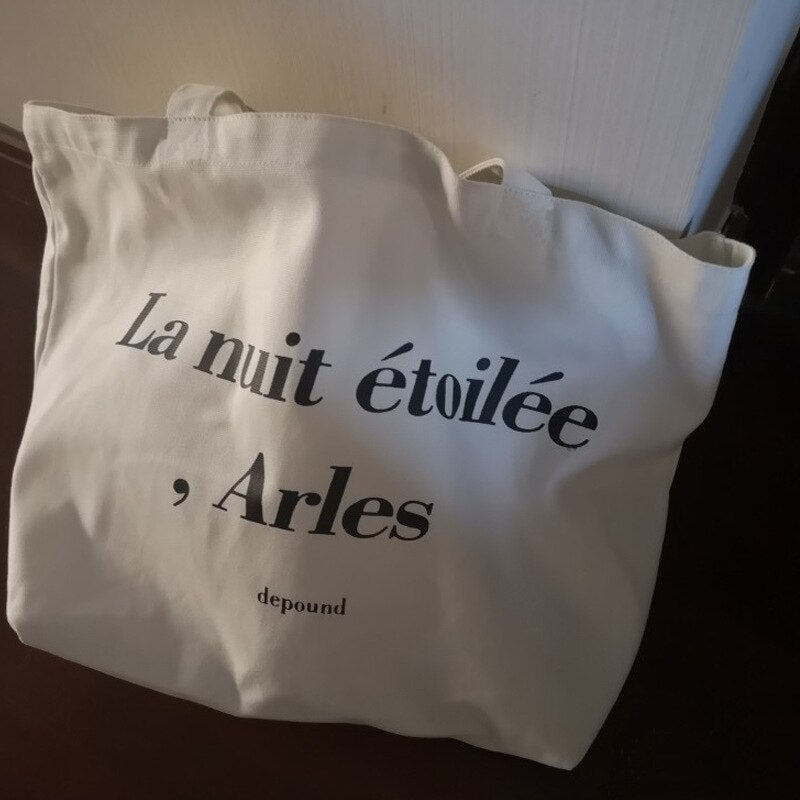 La nuit étoilée
, Arles
depound